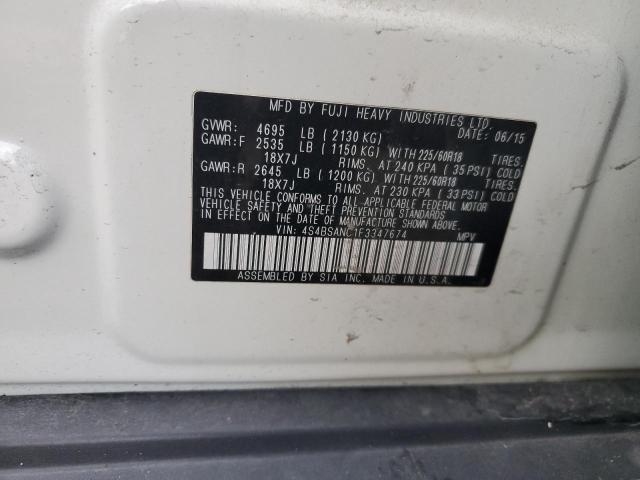 MFD BY FUJI HEAVY INDUSTRIES LTD.
GVWR: 4695 LB (2130 KG) DATE: 06/15
GAWR:F 2535 LB (1150 KG) WITH 225/60R18 TIRES.
18X7J RIMS. AT 240 KPA (35 PSI) COLD
GAWR:R 2645 LB (1200 KG) WITH 225/60R18 TIRES.
18X7J RIMS. AT 230 KPA (33 PSI) COLD
THIS VEHICLE CONFORMS TO ALL APPLICABLE FEDERAL MOTOR
VEHICLE SAFETY AND THEFT PREVENTION STANDARDS
IN EFFECT ON THE DATE OF MANUFACTURE SHOWN ABOVE.
VIN: 4S4BSANC1F3347674 MPV
ASSEMBLED BY SIA INC. MADE IN U.S.A.